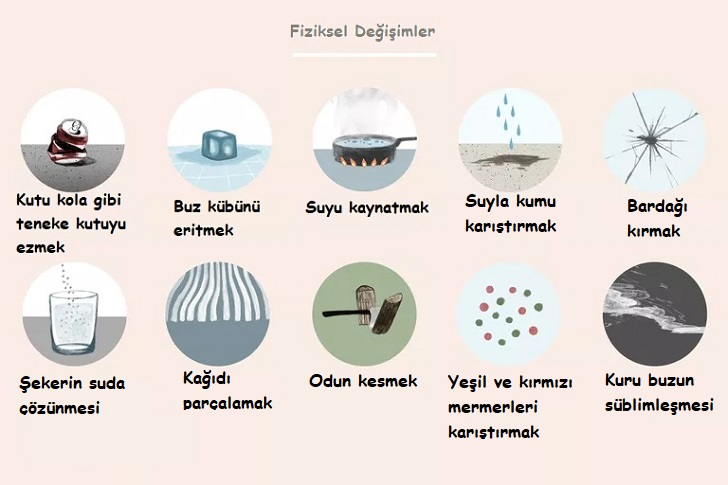 Fiziksel Değişimler
Kutu kola gibi
teneke kutuyu
ezmek
Buz kübünü
eritmek
Suyu kaynatmak
Suyla kumu
karıştırmak
Bardağı
kırmak
Şekerin suda
çözünmesi
Kağıdı
parçalamak
Odun kesmek
Yeşil ve kırmızı
mermerleri
karıştırmak
Kuru buzun
süblimleşmesi